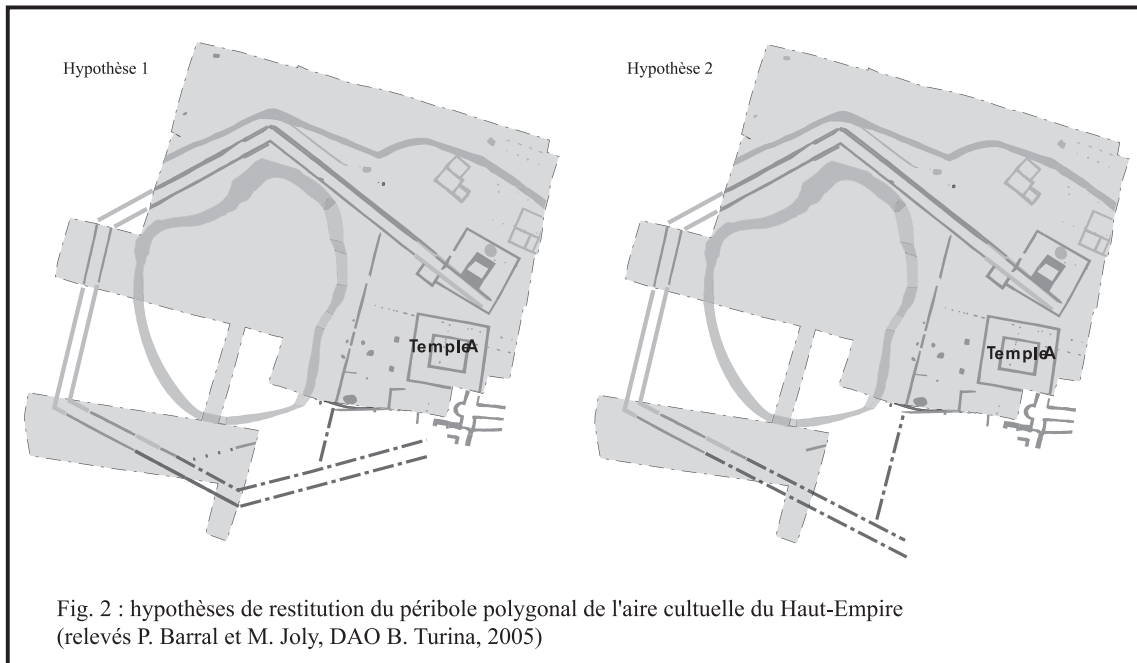 Hypothèse 1
Hypothèse 2
TempleA
TempleA
Fig. 2 : hypothèses de restitution du péribole polygonal de l'aire cultuelle du Haut-Empire
(relevés P. Barral et M. Joly, DAO B. Turina, 2005)